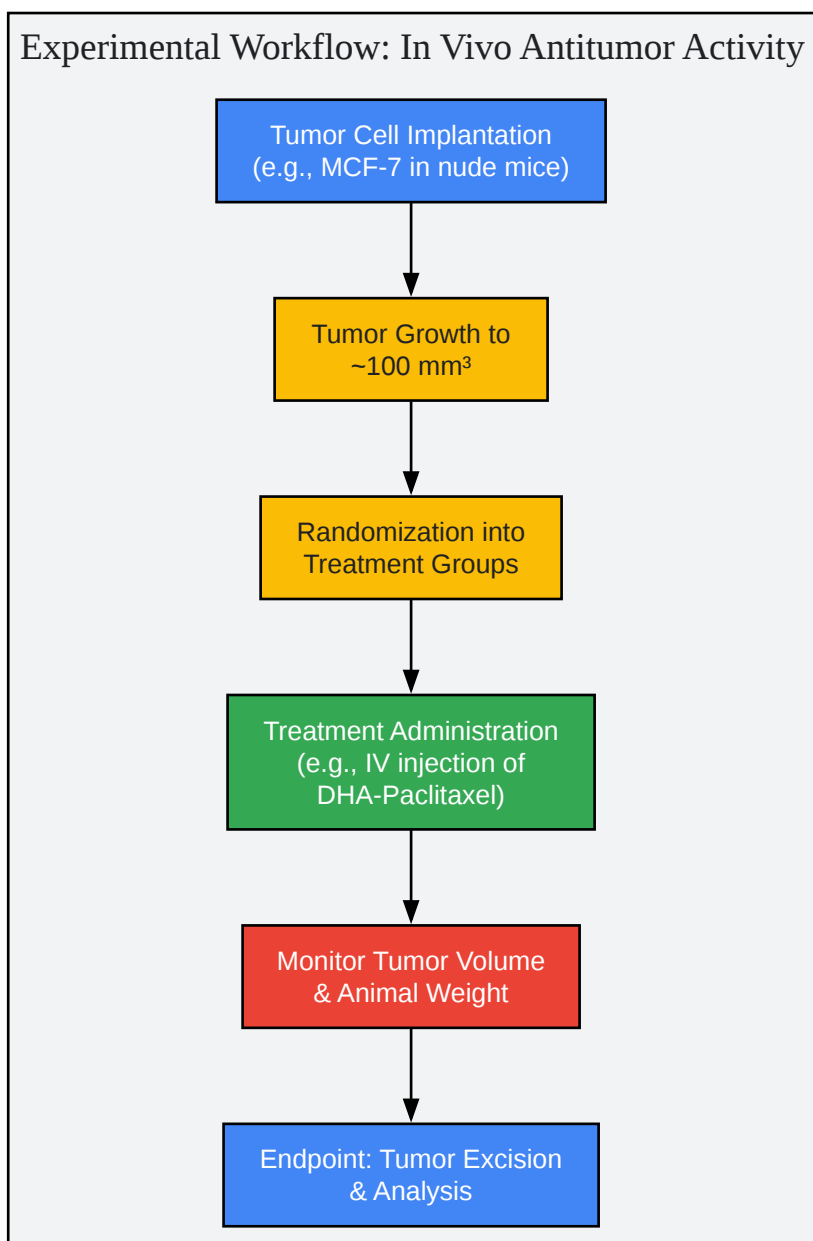 Experimental Workflow: In Vivo Antitumor Activity
Tumor Cell Implantation
(e.g., MCF-7 in nude mice)
Tumor Growth to
~100 mm³
Randomization into
Treatment Groups
Treatment Administration
(e.g., IV injection of
DHA-Paclitaxel)
Monitor Tumor Volume
& Animal Weight
Endpoint: Tumor Excision
& Analysis